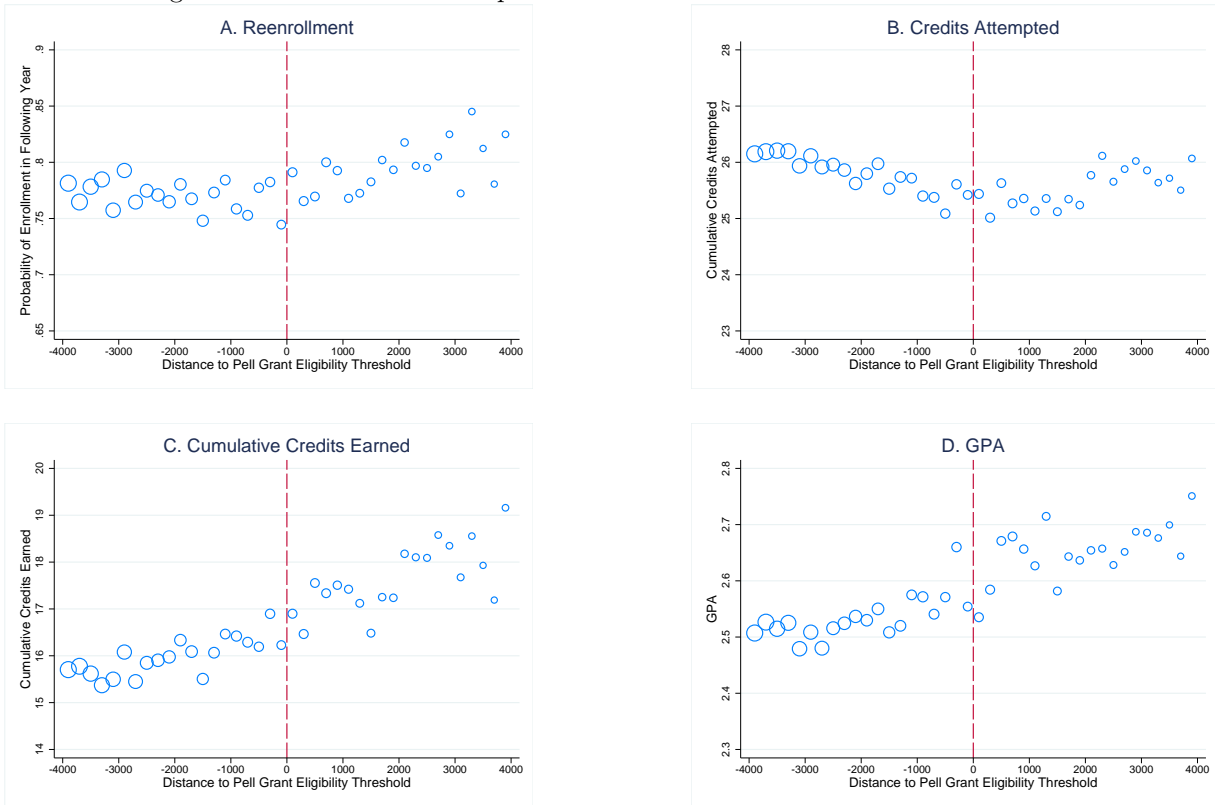 A. Reenrollment
Probability of Enrollment in Following Year
.9
.85
.8
.75
.7
.65
-4000 -3000 -2000 -1000 0 1000 2000 3000 4000
Distance to Pell Grant Eligibility Threshold
B. Credits Attempted
Cumulative Credits Attempted
28
27
26
25
24
23
-4000 -3000 -2000 -1000 0 1000 2000 3000 4000
Distance to Pell Grant Eligibility Threshold
C. Cumulative Credits Earned
Cumulative Credits Earned
20
19
18
17
16
15
14
-4000 -3000 -2000 -1000 0 1000 2000 3000 4000
Distance to Pell Grant Eligibility Threshold
D. GPA
GPA
2.8
2.7
2.6
2.5
2.4
2.3
-4000 -3000 -2000 -1000 0 1000 2000 3000 4000
Distance to Pell Grant Eligibility Threshold